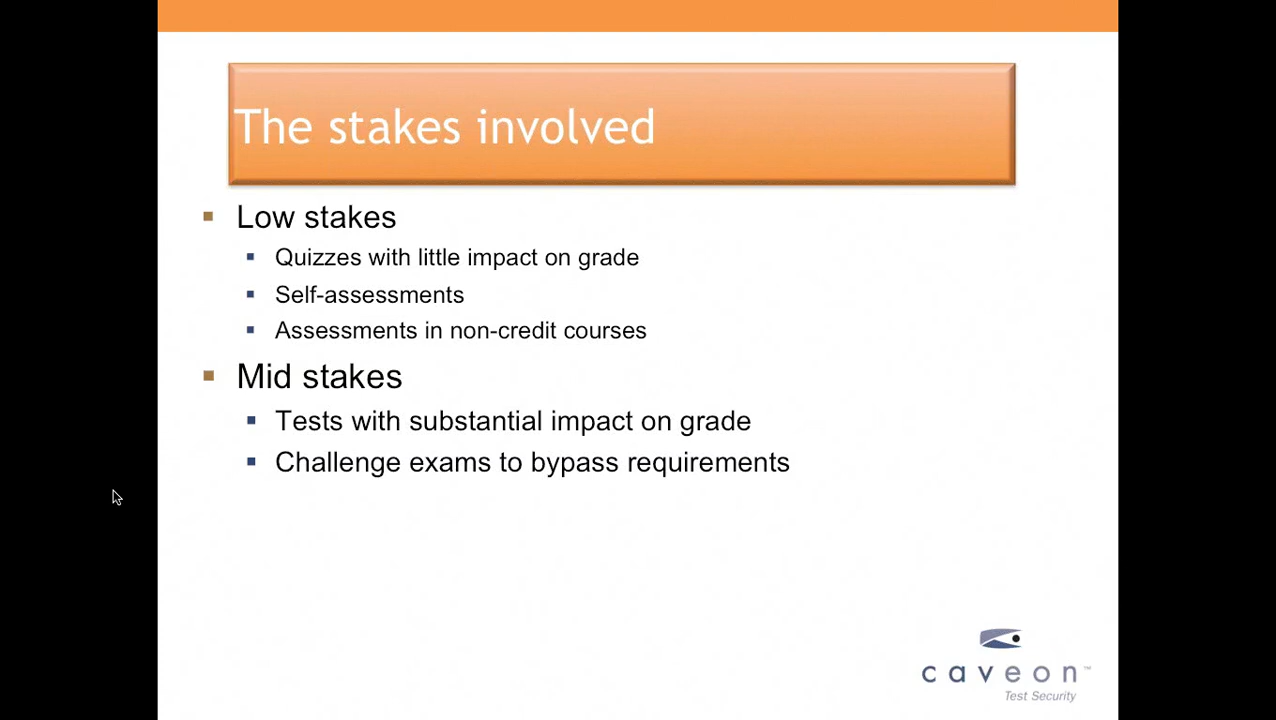 The stakes involved
Low stakes
Quizzes with little impact on grade
Self-assessments
Assessments in non-credit courses
Mid stakes
Tests with substantial impact on grade
Challenge exams to bypass requirements
caveon™
Test Security